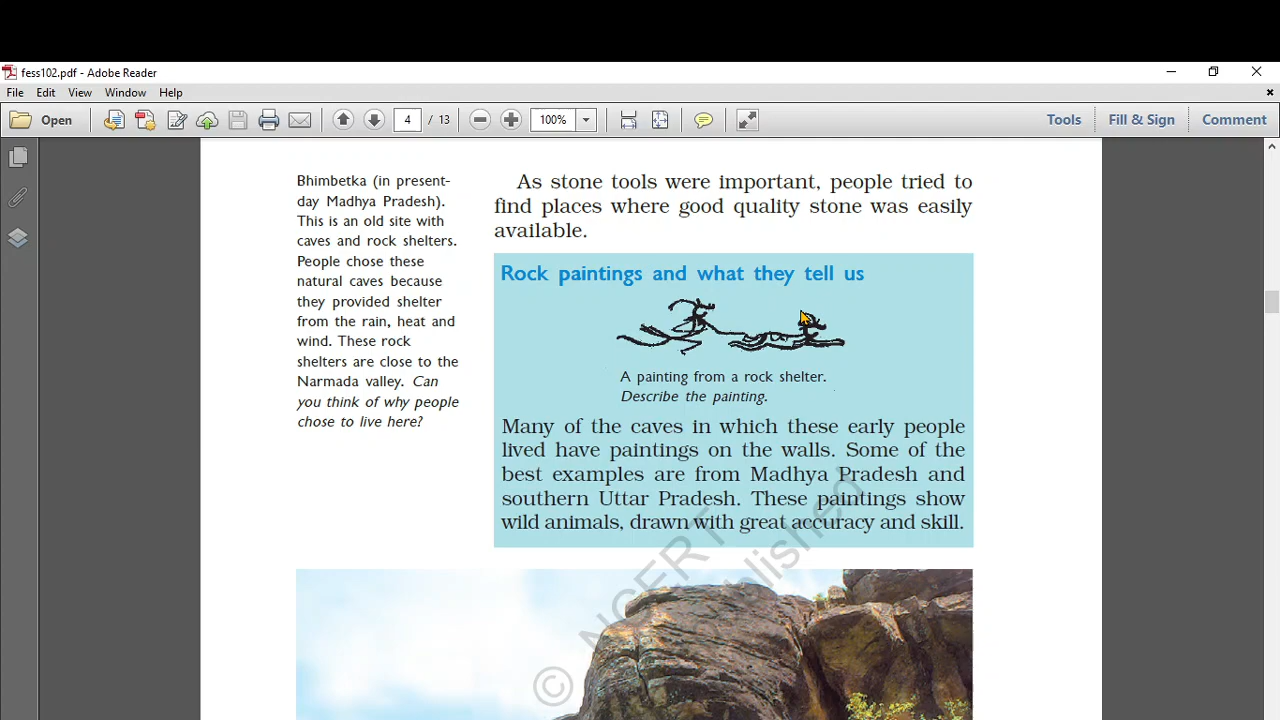 fess102.pdf - Adobe Reader
File Edit View Window Help
Open 4 / 13 100% Tools Fill & Sign Comment
Bhimbetka (in present-
day Madhya Pradesh).
This is an old site with
caves and rock shelters.
People chose these
natural caves because
they provided shelter
from the rain, heat and
wind. These rock
shelters are close to the
Narmada valley. Can
you think of why people
chose to live here?
As stone tools were important, people tried to
find places where good quality stone was easily
available.
Rock paintings and what they tell us
A painting from a rock shelter.
Describe the painting.
Many of the caves in which these early people
lived have paintings on the walls. Some of the
best examples are from Madhya Pradesh and
southern Uttar Pradesh. These paintings show
wild animals, drawn with great accuracy and skill.
© NCERT